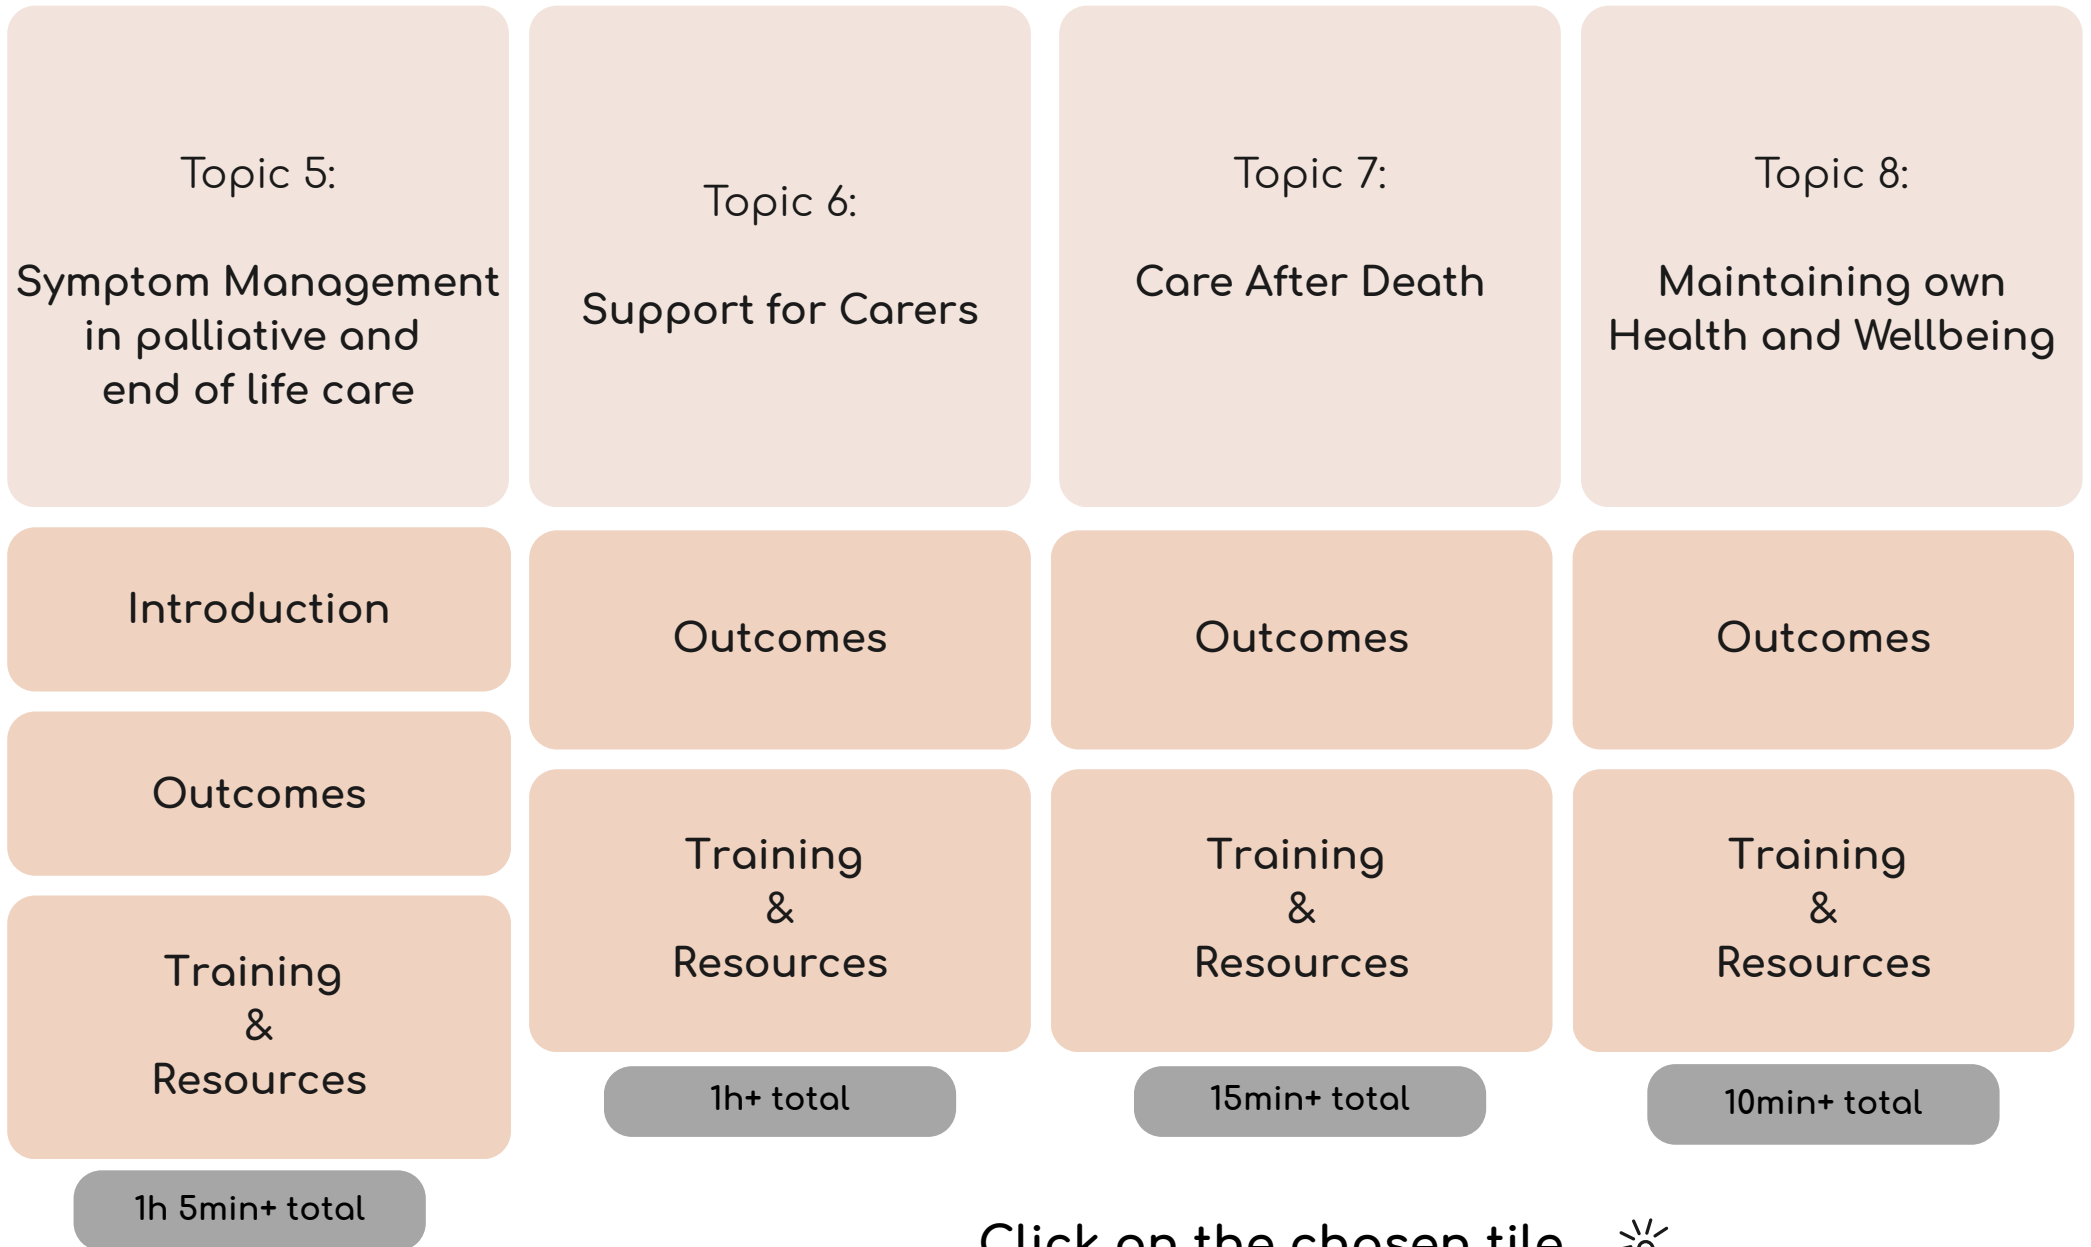 Topic 5:
Symptom Management
in palliative and
end of life care
Introduction
Outcomes
Training
&
Resources
1h 5min+ total
Topic 6:
Support for Carers
Outcomes
Training
&
Resources
1h+ total
Topic 7:
Care After Death
Outcomes
Training
&
Resources
15min+ total
Topic 8:
Maintaining own
Health and Wellbeing
Outcomes
Training
&
Resources
10min+ total
Click on the chosen tile